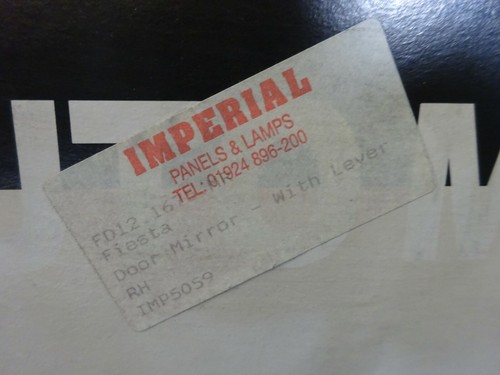 IMPERIAL
PANELS & LAMPS
TEL: 01924 896-200
FD12.16
Fiesta
Door Mirror - With Lever
RH
IMP5059